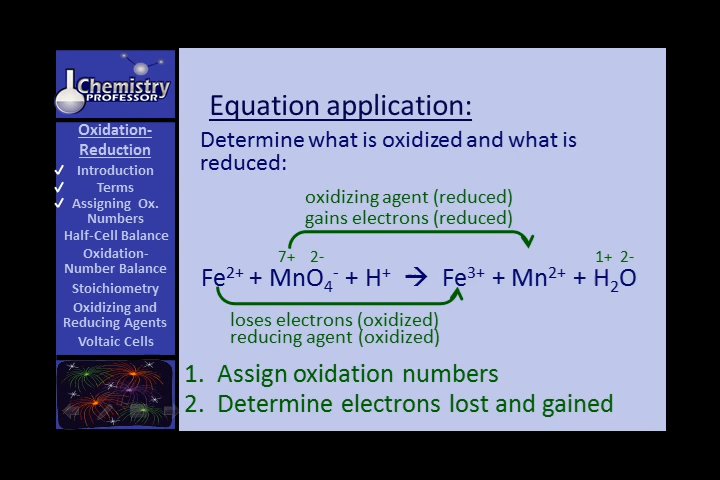 Chemistry
PROFESSOR
Oxidation-
Reduction
✓ Introduction
✓ Terms
✓ Assigning Ox.
Numbers
Half-Cell Balance
Oxidation-
Number Balance
Stoichiometry
Oxidizing and
Reducing Agents
Voltaic Cells
Equation application:
Determine what is oxidized and what is
reduced:
oxidizing agent (reduced)
gains electrons (reduced)
7+ 2- 1+ 2-
Fe²⁺ + MnO₄⁻ + H⁺ → Fe³⁺ + Mn²⁺ + H₂O
loses electrons (oxidized)
reducing agent (oxidized)
1. Assign oxidation numbers
2. Determine electrons lost and gained